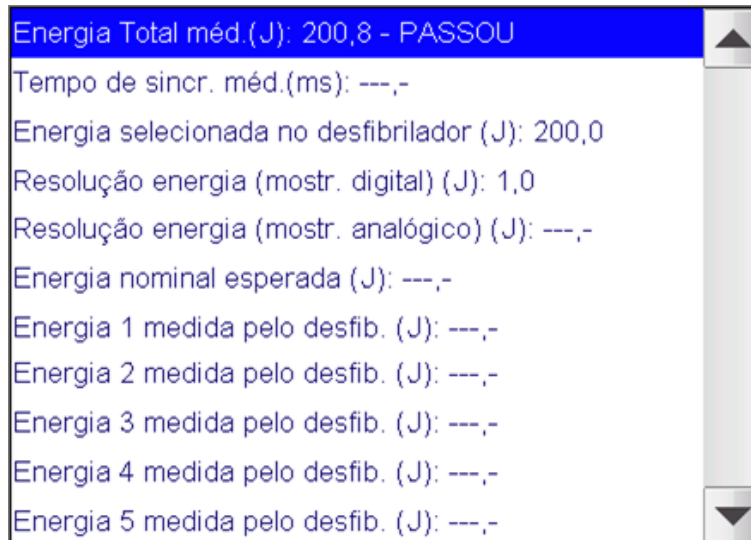 Energia Total méd.(J): 200,8 - PASSOU
Tempo de sincr. méd.(ms): ---,-
Energia selecionada no desfibrilador (J): 200,0
Resolução energia (mostr. digital) (J): 1,0
Resolução energia (mostr. analógico) (J): ---,-
Energia nominal esperada (J): ---,-
Energia 1 medida pelo desfib. (J): ---,-
Energia 2 medida pelo desfib. (J): ---,-
Energia 3 medida pelo desfib. (J): ---,-
Energia 4 medida pelo desfib. (J): ---,-
Energia 5 medida pelo desfib. (J): ---,-